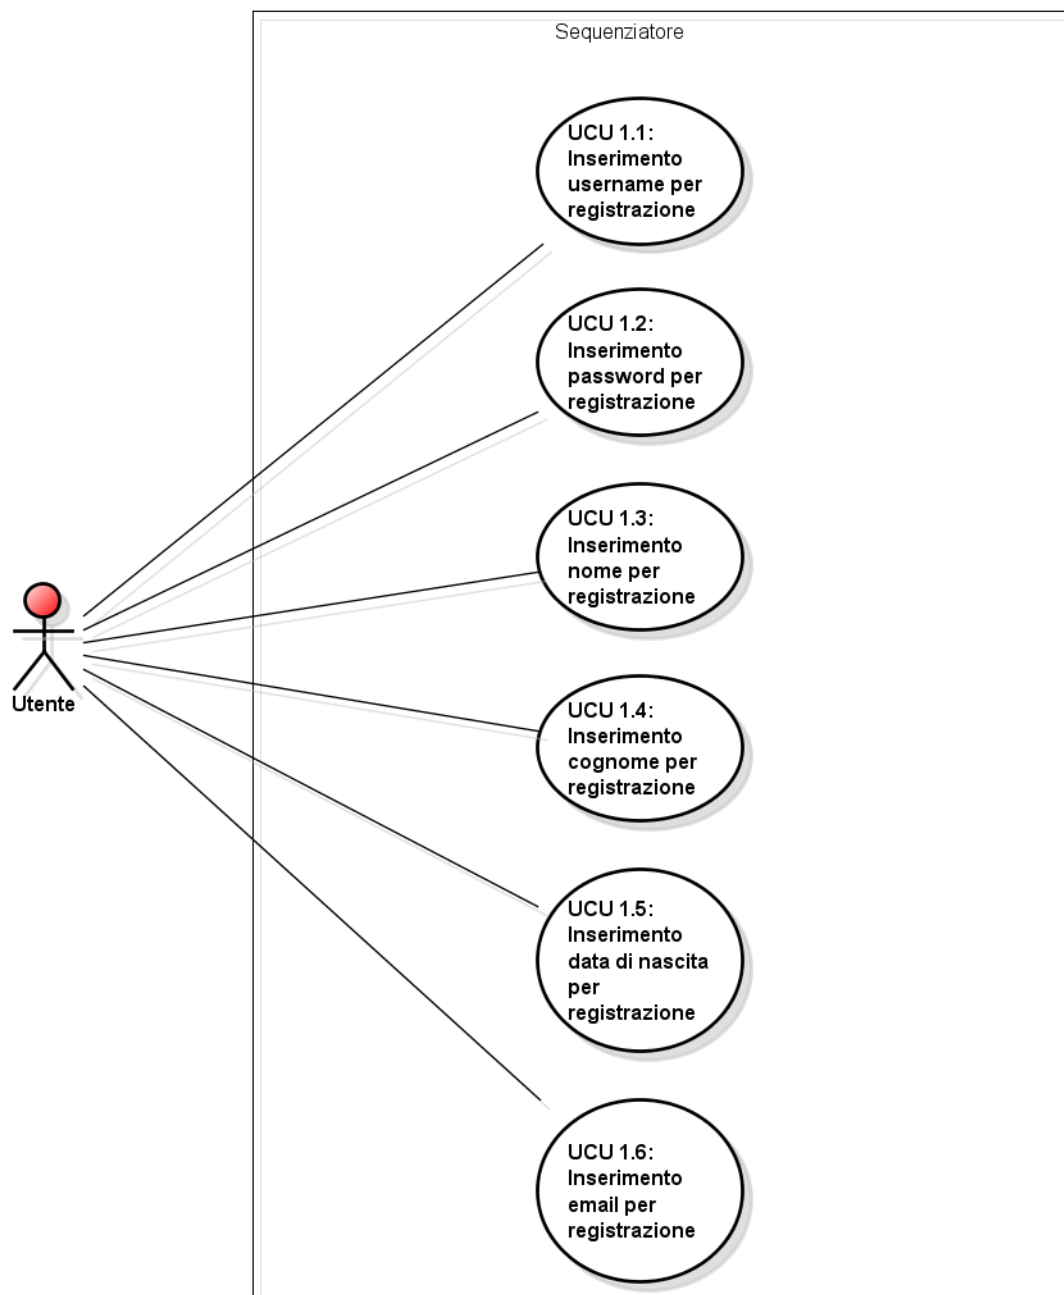 Sequenziatore
UCU 1.1:
Inserimento
username per
registrazione
UCU 1.2:
Inserimento
password per
registrazione
UCU 1.3:
Inserimento
nome per
registrazione
Utente
UCU 1.4:
Inserimento
cognome per
registrazione
UCU 1.5:
Inserimento
data di nascita
per
registrazione
UCU 1.6:
Inserimento
email per
registrazione